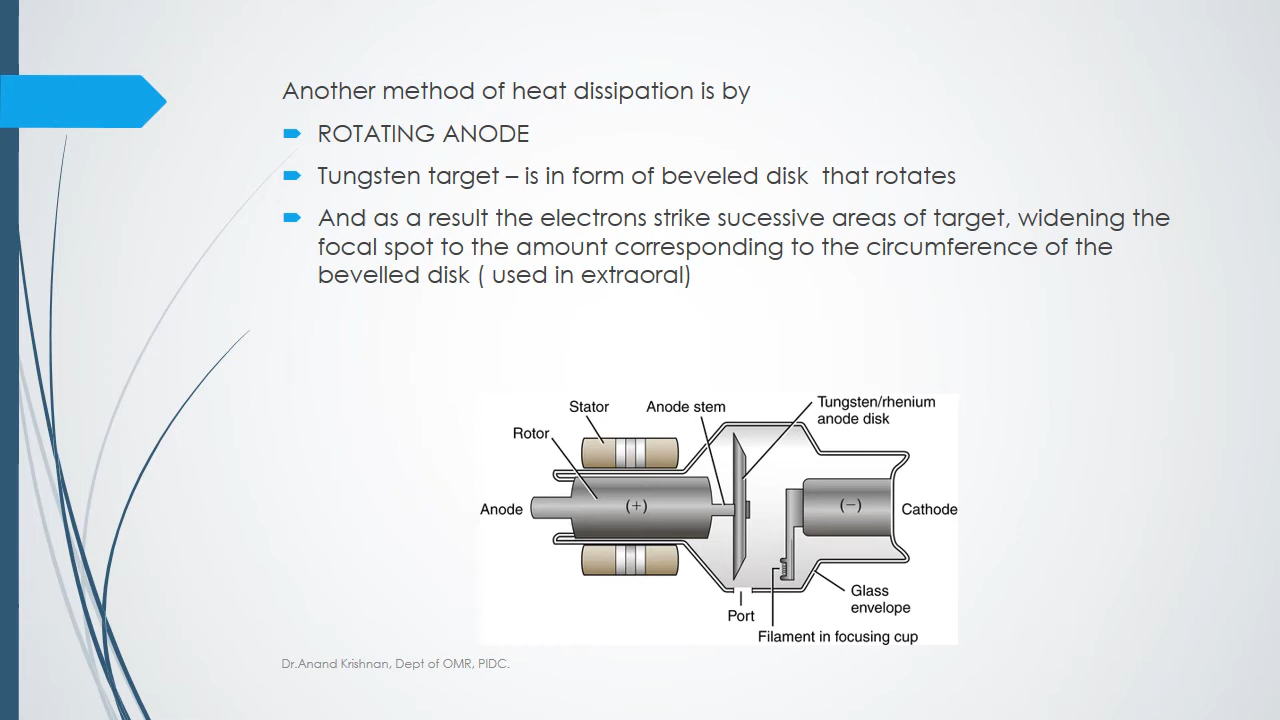 Another method of heat dissipation is by
ROTATING ANODE
Tungsten target – is in form of beveled disk  that rotates
And as a result the electrons strike sucessive areas of target, widening the
focal spot to the amount corresponding to the circumference of the
bevelled disk ( used in extraoral)
Stator
Anode stem
Tungsten/rhenium
anode disk
Rotor
Anode
(+)
(−)
Cathode
Glass
envelope
Port
Filament in focusing cup
Dr.Anand Krishnan, Dept of OMR, PIDC.